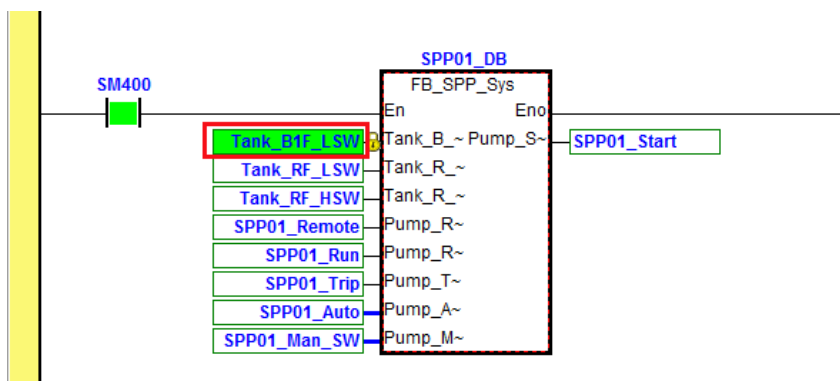 SPP01_DB
SM400
FB_SPP_Sys
En Eno
Tank_B1F_LSW Tank_B_~ Pump_S~ SPP01_Start
Tank_RF_LSW Tank_R_~
Tank_RF_HSW Tank_R_~
SPP01_Remote Pump_R~
SPP01_Run Pump_R~
SPP01_Trip Pump_T~
SPP01_Auto Pump_A~
SPP01_Man_SW Pump_M~